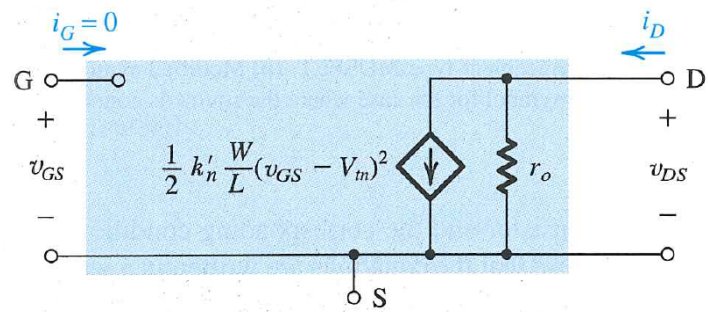 i_G = 0
i_D
G
D
+
+
v_GS
1/2 k'_n W/L (v_GS − V_tn)^2
r_o
v_DS
−
−
S